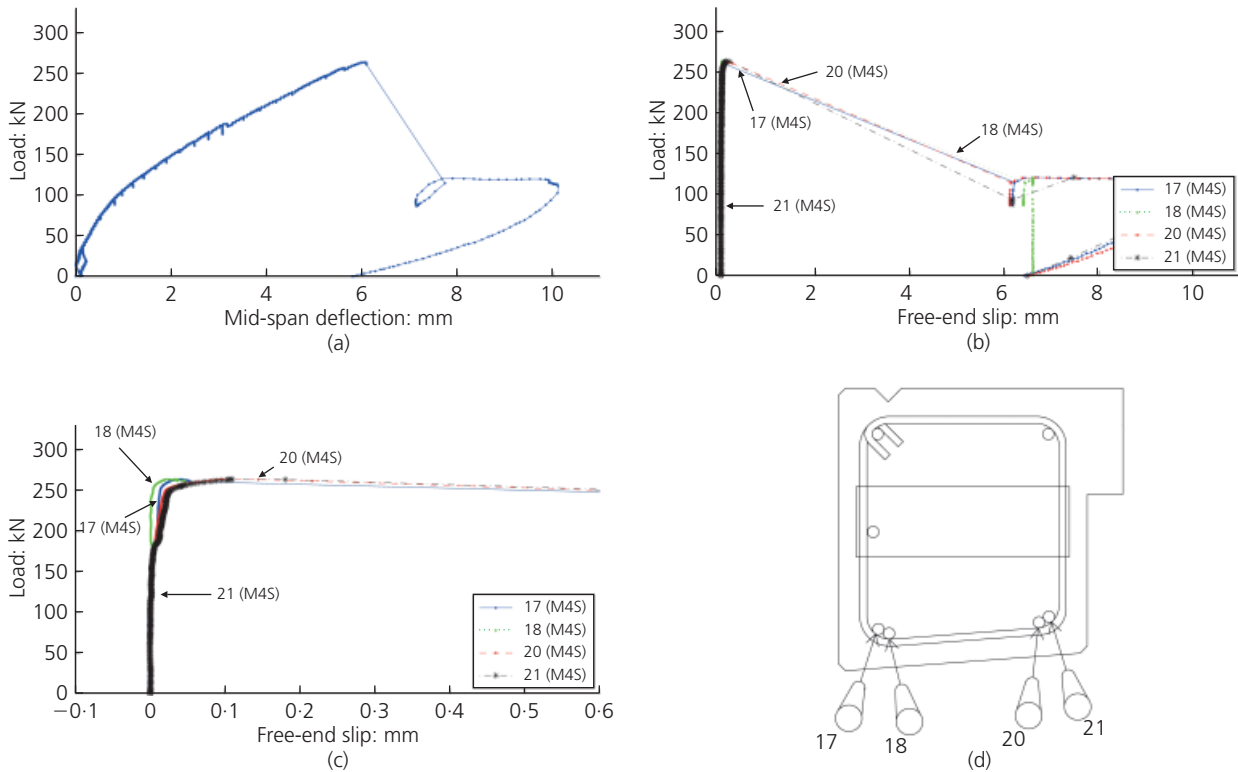 300
250
200
150
100
50
0
Load: kN
0 2 4 6 8 10
Mid-span deflection: mm
(a)
300
250
200
150
100
50
0
Load: kN
20 (M4S)
17 (M4S)
18 (M4S)
21 (M4S)
17 (M4S)
18 (M4S)
20 (M4S)
21 (M4S)
0 2 4 6 8 10
Free-end slip: mm
(b)
300
250
200
150
100
50
0
Load: kN
18 (M4S)
20 (M4S)
17 (M4S)
21 (M4S)
17 (M4S)
18 (M4S)
20 (M4S)
21 (M4S)
−0·1 0 0·1 0·2 0·3 0·4 0·5 0·6
Free-end slip: mm
(c)
17 18 20 21
(d)